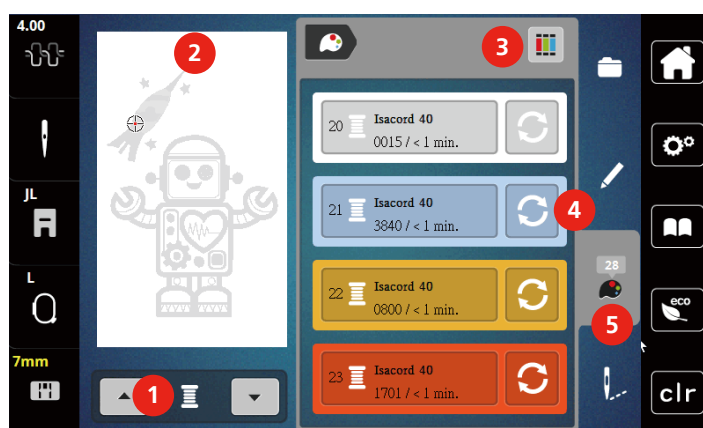 4.00
JL
L
7mm
1
2
3
20 Isacord 40
0015 / < 1 min.
21 Isacord 40
3840 / < 1 min.
4
22 Isacord 40
0800 / < 1 min.
23 Isacord 40
1701 / < 1 min.
28
5
eco
clr